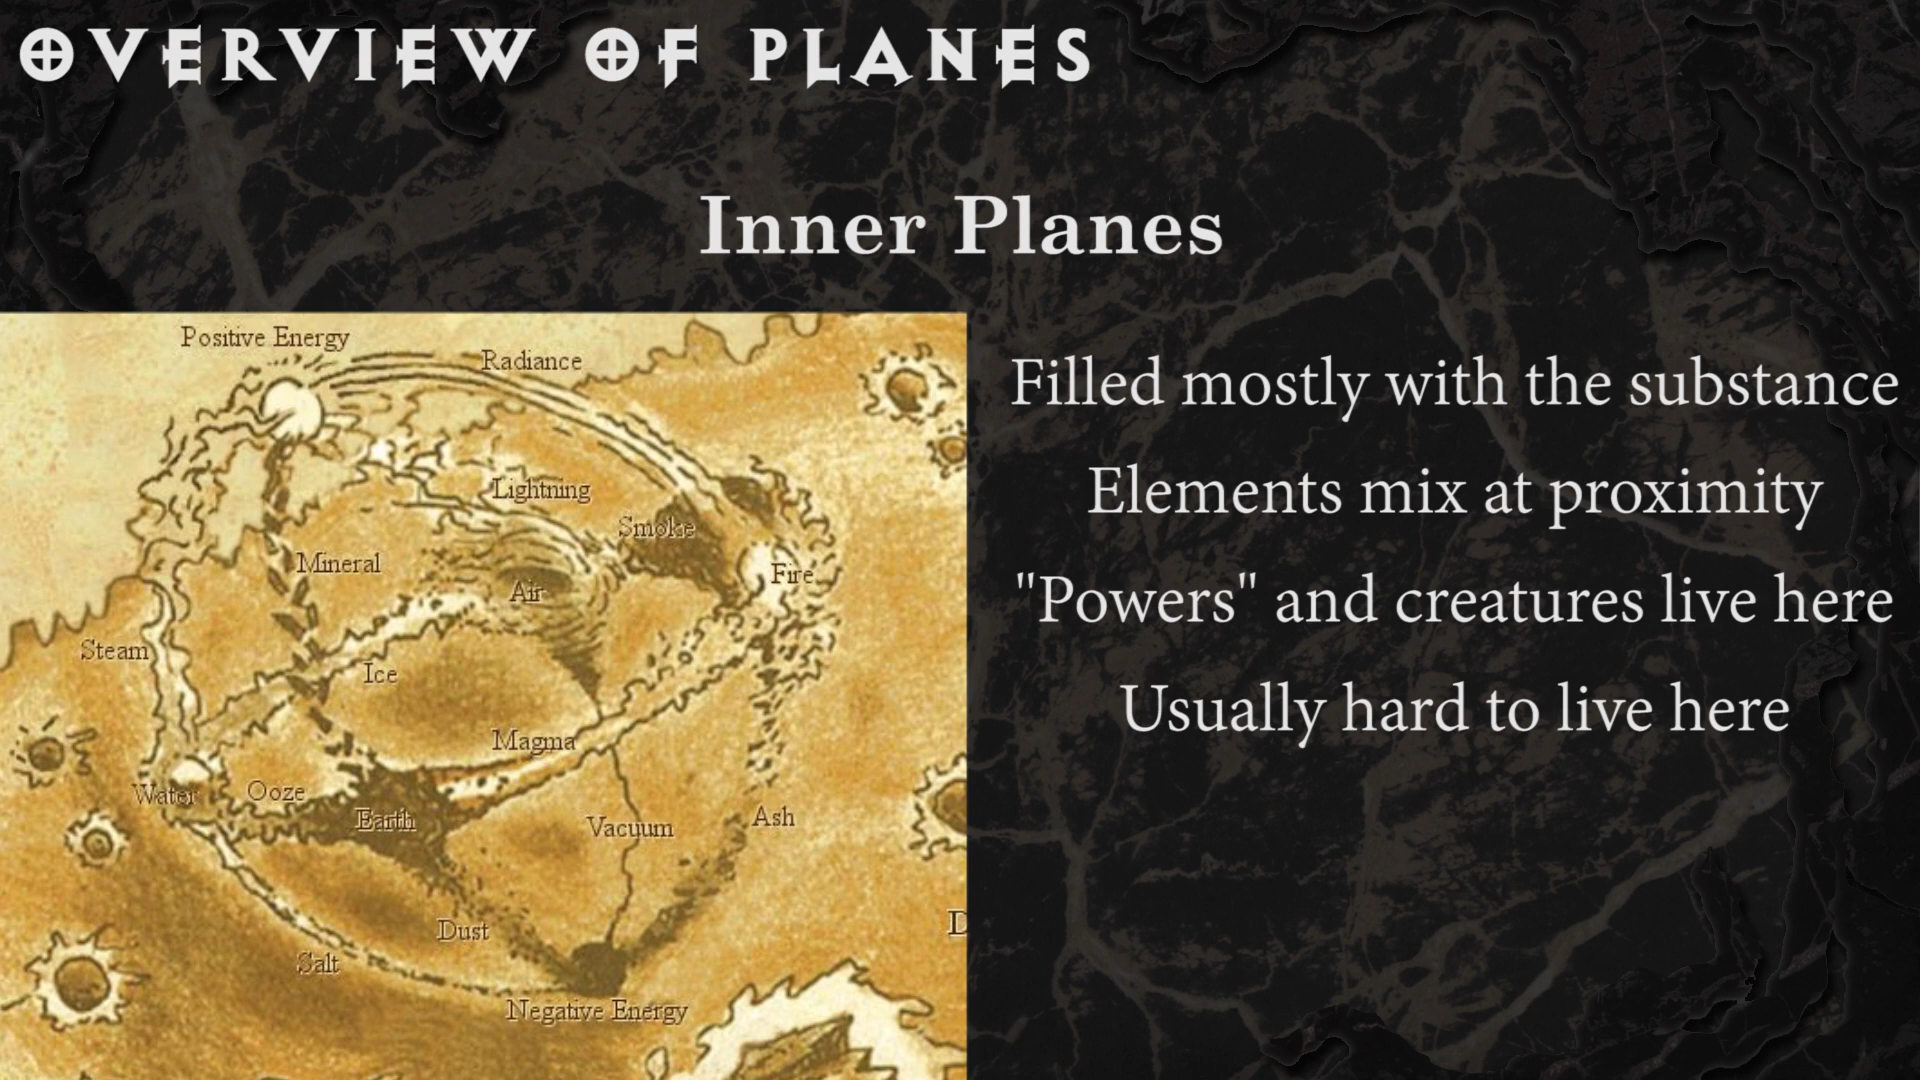 OVERVIEW OF PLANES
Inner Planes
Positive Energy
Radiance
Lightning
Smoke
Mineral
Fire
Air
Steam
Ice
Magma
Water
Ooze
Earth
Vacuum
Ash
Dust
Salt
Negative Energy
Filled mostly with the substance
Elements mix at proximity
"Powers" and creatures live here
Usually hard to live here